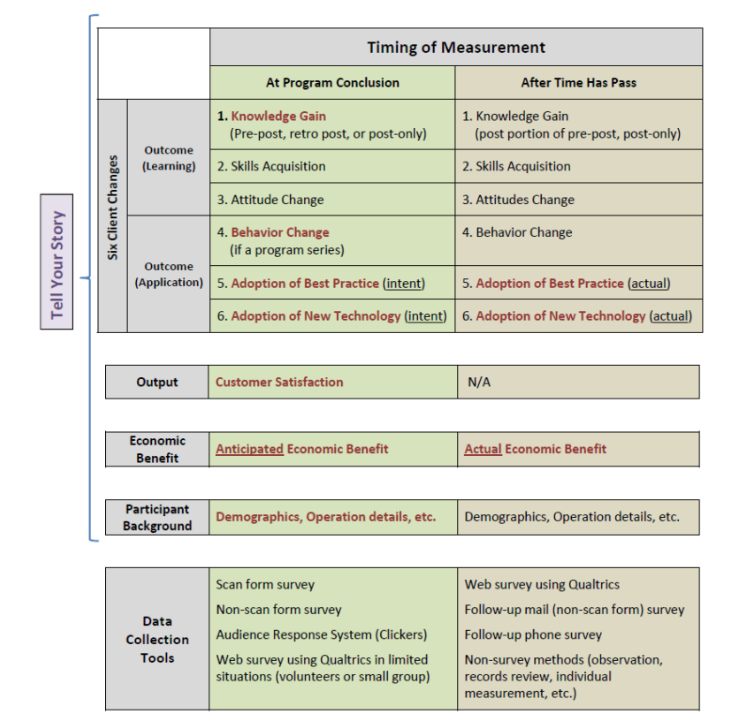 Timing of Measurement
At Program Conclusion
After Time Has Pass
Tell Your Story
Six Client Changes
Outcome
(Learning)
1. Knowledge Gain
(Pre-post, retro post, or post-only)
1. Knowledge Gain
(post portion of pre-post, post-only)
2. Skills Acquisition
2. Skills Acquisition
3. Attitude Change
3. Attitudes Change
Outcome
(Application)
4. Behavior Change
(if a program series)
4. Behavior Change
5. Adoption of Best Practice (intent)
5. Adoption of Best Practice (actual)
6. Adoption of New Technology (intent)
6. Adoption of New Technology (actual)
Output
Customer Satisfaction
N/A
Economic
Benefit
Anticipated Economic Benefit
Actual Economic Benefit
Participant
Background
Demographics, Operation details, etc.
Demographics, Operation details, etc.
Data
Collection
Tools
Scan form survey
Non-scan form survey
Audience Response System (Clickers)
Web survey using Qualtrics in limited
situations (volunteers or small group)
Web survey using Qualtrics
Follow-up mail (non-scan form) survey
Follow-up phone survey
Non-survey methods (observation,
records review, individual
measurement, etc.)